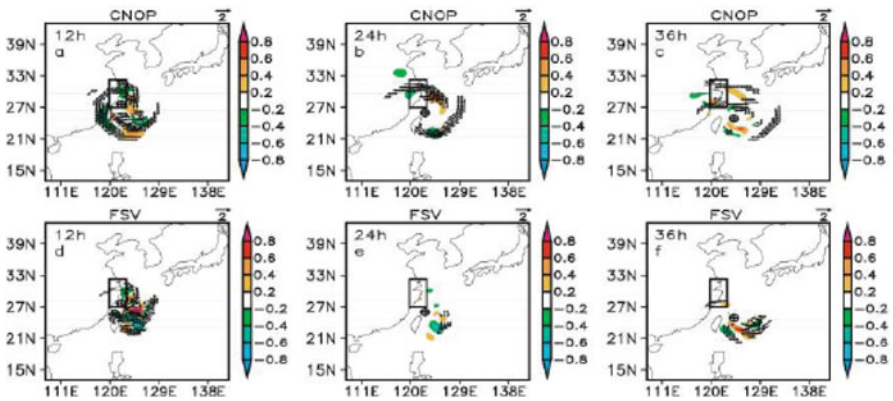 CNOP CNOP CNOP
2 2 2
12h 24h 36h
a b c
39N 39N 39N
33N 33N 33N
27N 27N 27N
21N 21N 21N
15N 15N 15N
0.8 0.8 0.8
0.6 0.6 0.6
0.4 0.4 0.4
0.2 0.2 0.2
-0.2 -0.2 -0.2
-0.4 -0.4 -0.4
-0.6 -0.6 -0.6
-0.8 -0.8 -0.8
111E 120E 129E 138E 111E 120E 129E 138E 111E 120E 129E 138E
FSV FSV FSV
2 2 2
12h 24h 36h
d e f
39N 39N 39N
33N 33N 33N
27N 27N 27N
21N 21N 21N
15N 15N 15N
0.8 0.8 0.8
0.6 0.6 0.6
0.4 0.4 0.4
0.2 0.2 0.2
-0.2 -0.2 -0.2
-0.4 -0.4 -0.4
-0.6 -0.6 -0.6
-0.8 -0.8 -0.8
111E 120E 129E 138E 111E 120E 129E 138E 111E 120E 129E 138E